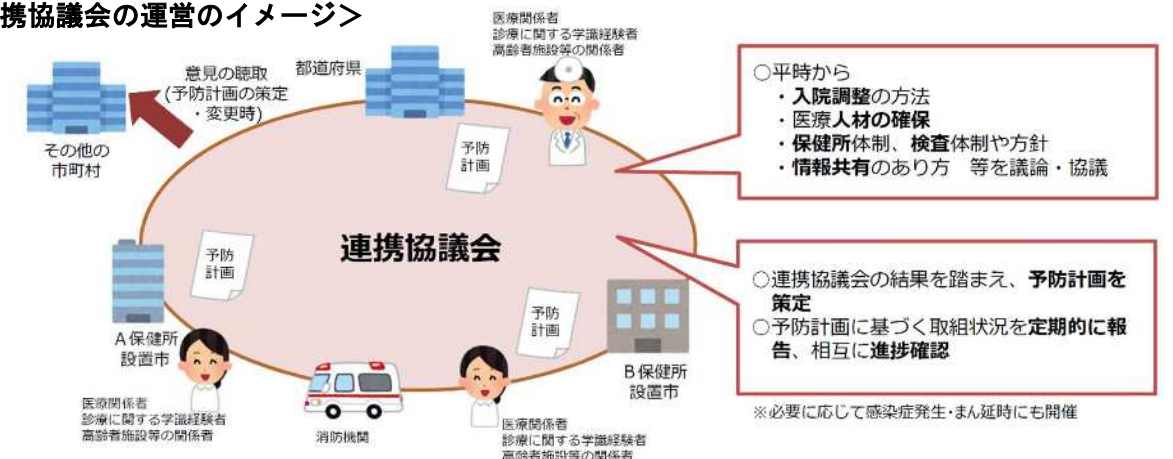 携協議会の運営のイメージ＞
医療関係者
診療に関する学識経験者
高齢者施設等の関係者
都道府県
意見の聴取
(予防計画の策定
・変更時)
その他の
市町村
予防
計画
○平時から
・入院調整の方法
・医療人材の確保
・保健所体制、検査体制や方針
・情報共有のあり方　等を議論・協議
連携協議会
予防
計画
A保健所
設置市
予防
計画
B保健所
設置市
○連携協議会の結果を踏まえ、予防計画を
策定
○予防計画に基づく取組状況を定期的に報
告、相互に進捗確認
※必要に応じて感染症発生・まん延時にも開催
医療関係者
診療に関する学識経験者
高齢者施設等の関係者
消防機関
医療関係者
診療に関する学識経験者
高齢者施設等の関係者